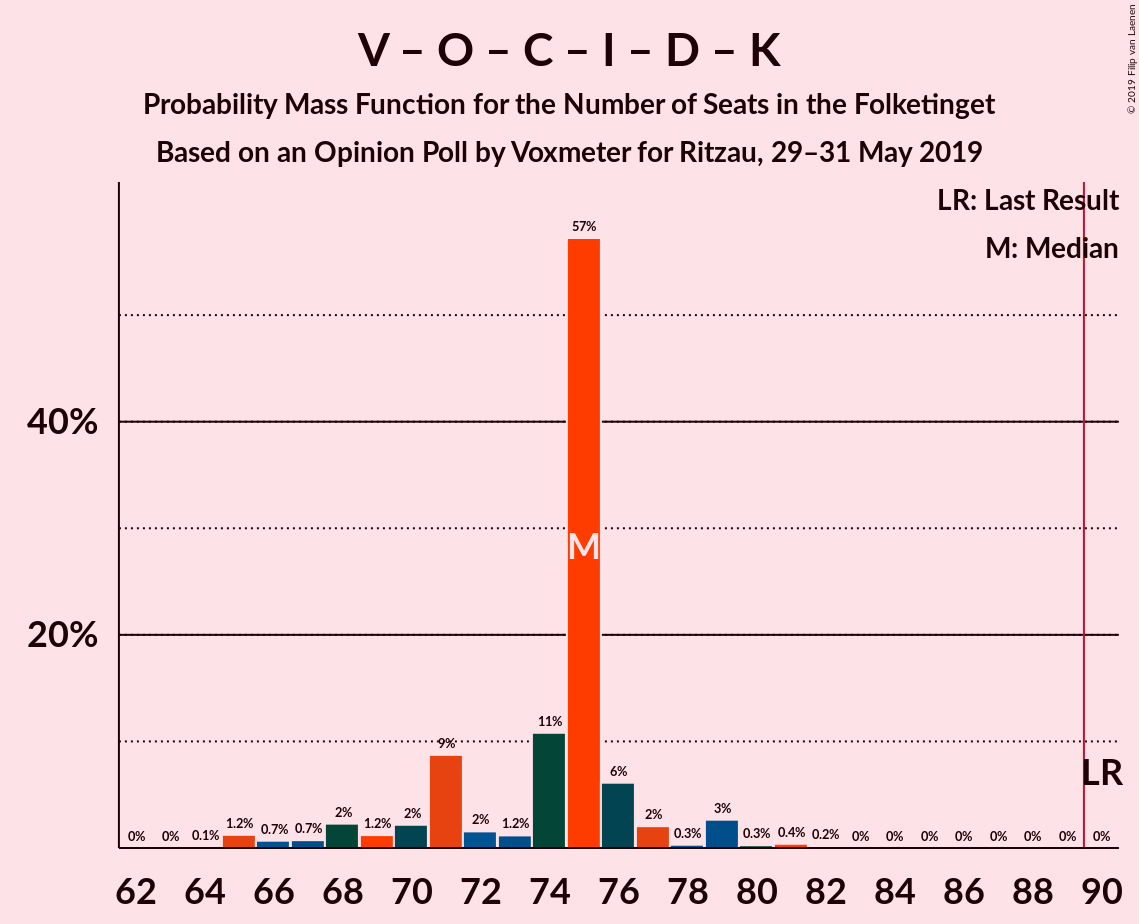 V – O – C – I – D – K
Probability Mass Function for the Number of Seats in the Folketinget
Based on an Opinion Poll by Voxmeter for Ritzau, 29–31 May 2019
© 2019 Filip van Laenen
LR: Last Result
M: Median
57%
40%
M
20%
11%
9%
6%
LR
0% 0% 0.1% 1.2% 0.7% 0.7% 2% 1.2% 2% 2% 1.2% 2% 0.3% 3% 0.3% 0.4% 0.2% 0% 0% 0% 0% 0% 0% 0% 0%
62 64 66 68 70 72 74 76 78 80 82 84 86 88 90